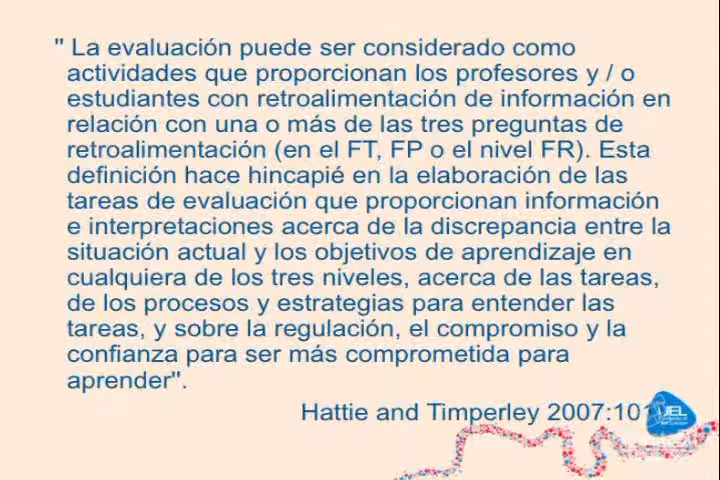 " La evaluación puede ser considerado como
actividades que proporcionan los profesores y / o
estudiantes con retroalimentación de información en
relación con una o más de las tres preguntas de
retroalimentación (en el FT, FP o el nivel FR). Esta
definición hace hincapié en la elaboración de las
tareas de evaluación que proporcionan información
e interpretaciones acerca de la discrepancia entre la
situación actual y los objetivos de aprendizaje en
cualquiera de los tres niveles, acerca de las tareas,
de los procesos y estrategias para entender las
tareas, y sobre la regulación, el compromiso y la
confianza para ser más comprometida para
aprender".
Hattie and Timperley 2007:101
UEL